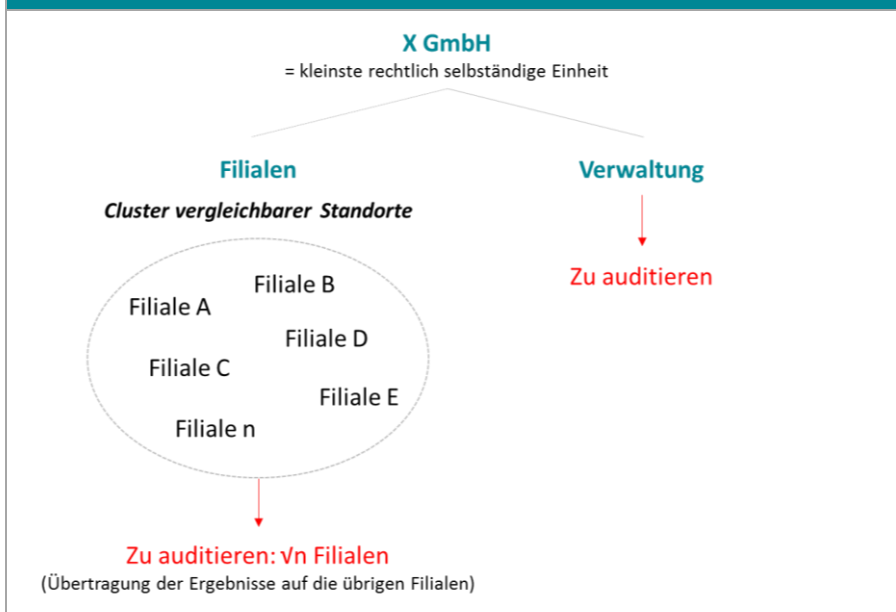 X GmbH
= kleinste rechtlich selbständige Einheit
Filialen
Verwaltung
Cluster vergleichbarer Standorte
Zu auditieren
Filiale A
Filiale B
Filiale C
Filiale D
Filiale E
Filiale n
Zu auditieren: √n Filialen
(Übertragung der Ergebnisse auf die übrigen Filialen)